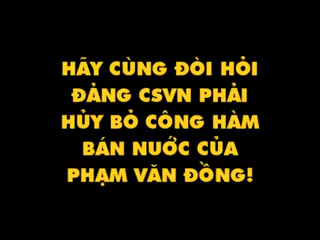 HÃY CÙNG ĐÒI HỎI
ĐẢNG CSVN PHẢI
HỦY BỎ CÔNG HÀM
BÁN NƯỚC CỦA
PHẠM VĂN ĐỒNG!